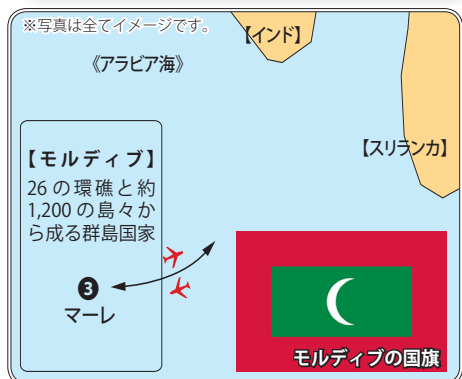 ※写真は全てイメージです。
【インド】
《アラビア海》
【スリランカ】
【モルディブ】
26の環礁と約
1,200の島々か
ら成る群島国家
❸
マーレ
モルディブの国旗